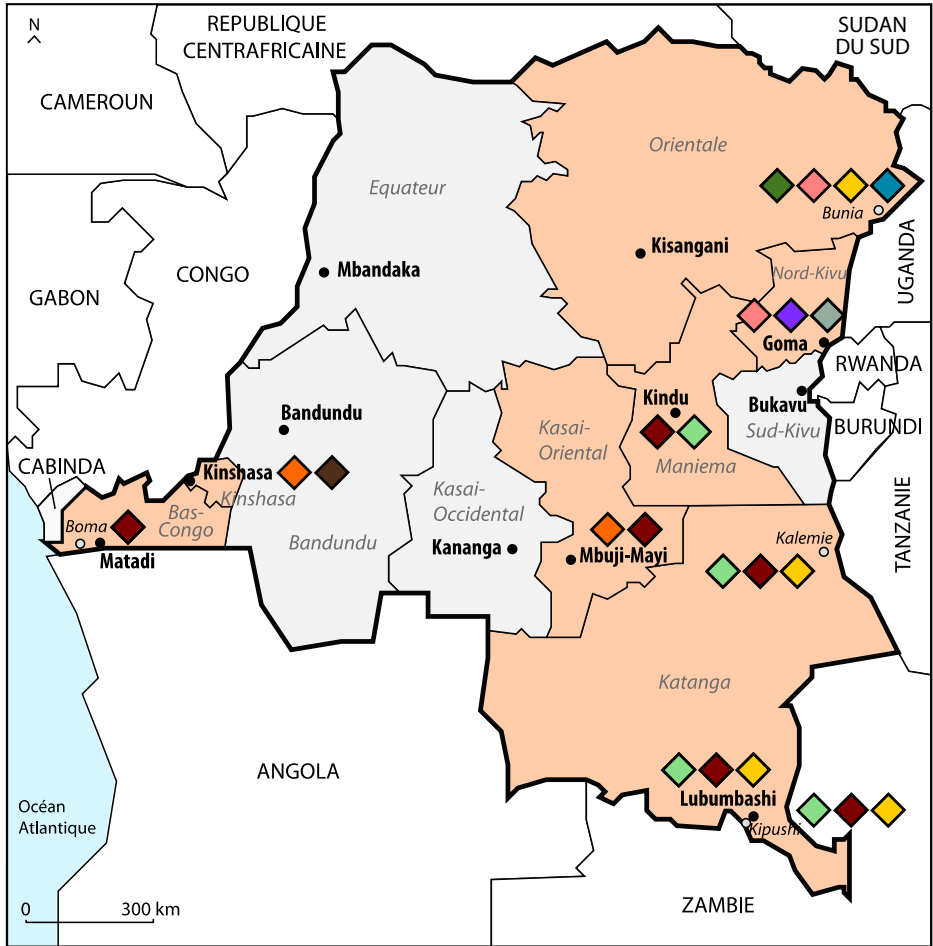 N
REPUBLIQUE
CENTRAFRICAINE
SUDAN
DU SUD
CAMEROUN
Orientale
Equateur
Bunia
Kisangani
CONGO
Mbandaka
Nord-Kivu
UGANDA
GABON
Goma
RWANDA
Kindu
Bukavu
Bandundu
Kasai-
Oriental
Sud-Kivu
BURUNDI
Maniema
CABINDA
Kinshasa
Kinshasa
Kasai-
Occidental
Bas-
Congo
Boma
Matadi
Bandundu
Kananga
Mbuji-Mayi
Kalemie
TANZANIE
Katanga
ANGOLA
Océan
Atlantique
Lubumbashi
Kipushi
0 300 km
ZAMBIE